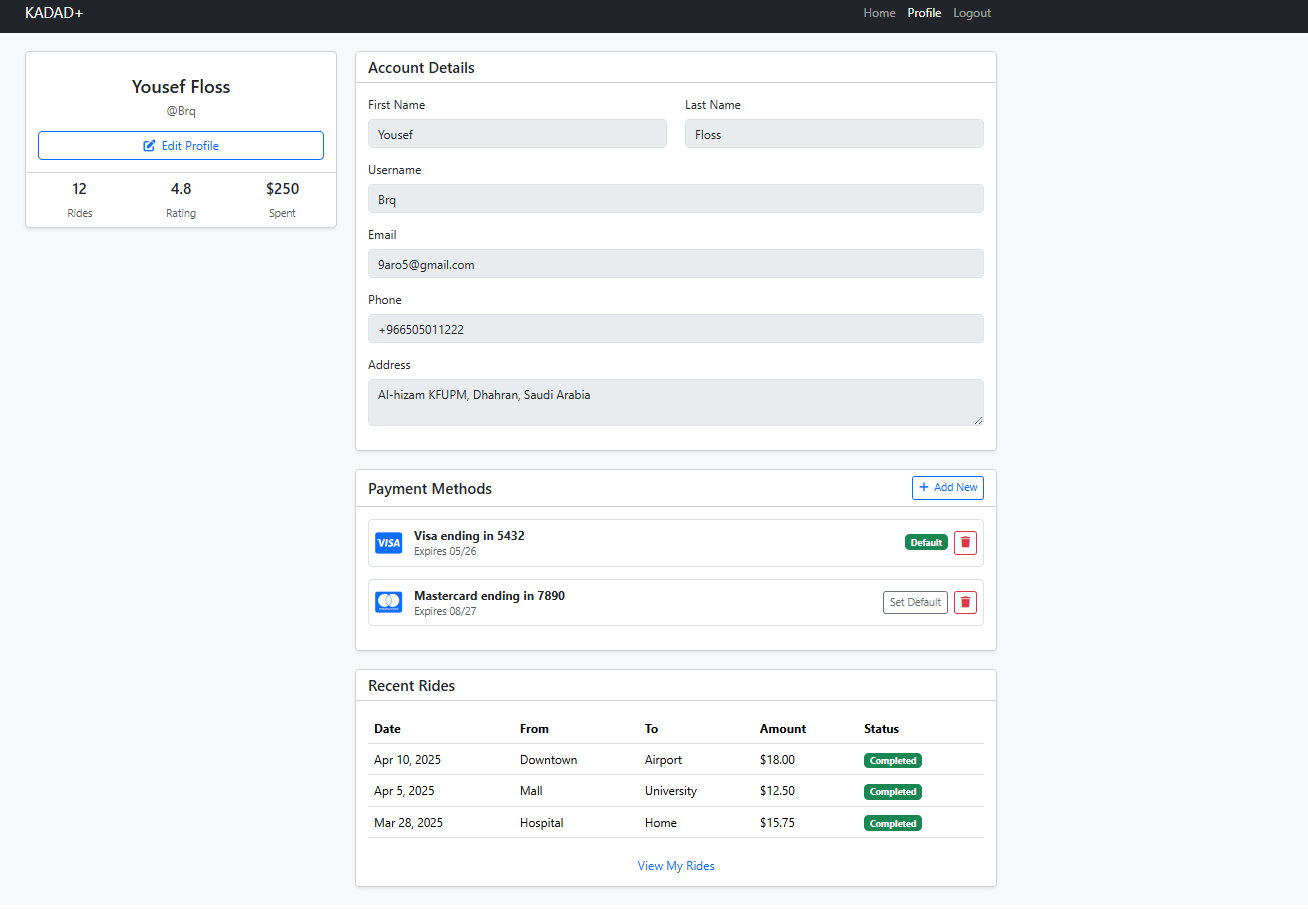 KADAD+ Home Profile Logout
Yousef Floss
@Brq
Edit Profile
12 4.8 $250
Rides Rating Spent
Account Details
First Name Last Name
Yousef Floss
Username
Brq
Email
9aro5@gmail.com
Phone
+966505011222
Address
Al-hizam KFUPM, Dhahran, Saudi Arabia
Payment Methods + Add New
VISA Visa ending in 5432 Default
Expires 05/26
Mastercard ending in 7890 Set Default
Expires 08/27
Recent Rides
Date From To Amount Status
Apr 10, 2025 Downtown Airport $18.00 Completed
Apr 5, 2025 Mall University $12.50 Completed
Mar 28, 2025 Hospital Home $15.75 Completed
View My Rides